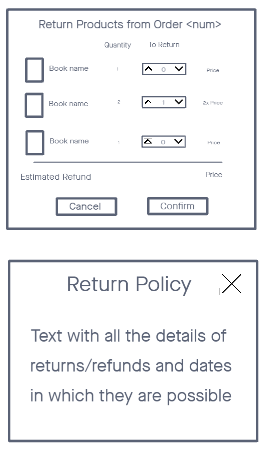 Return Products from Order <num>
Quantity To Return
Book name 1 0 Price
Book name 2 1 2x Price
Book name 1 0 Price
Estimated Refund Price
Cancel Confirm
Return Policy
Text with all the details of
returns/refunds and dates
in which they are possible